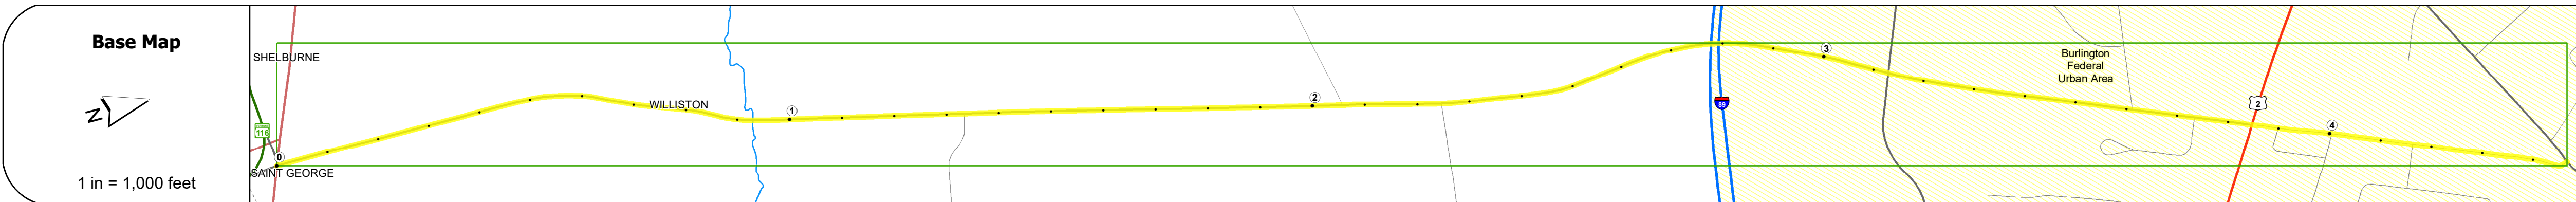 Base Map
N
1 in = 1,000 feet
SHELBURNE
116
0
SAINT GEORGE
WILLISTON
1
2
89
3
Burlington
Federal
Urban Area
2
4